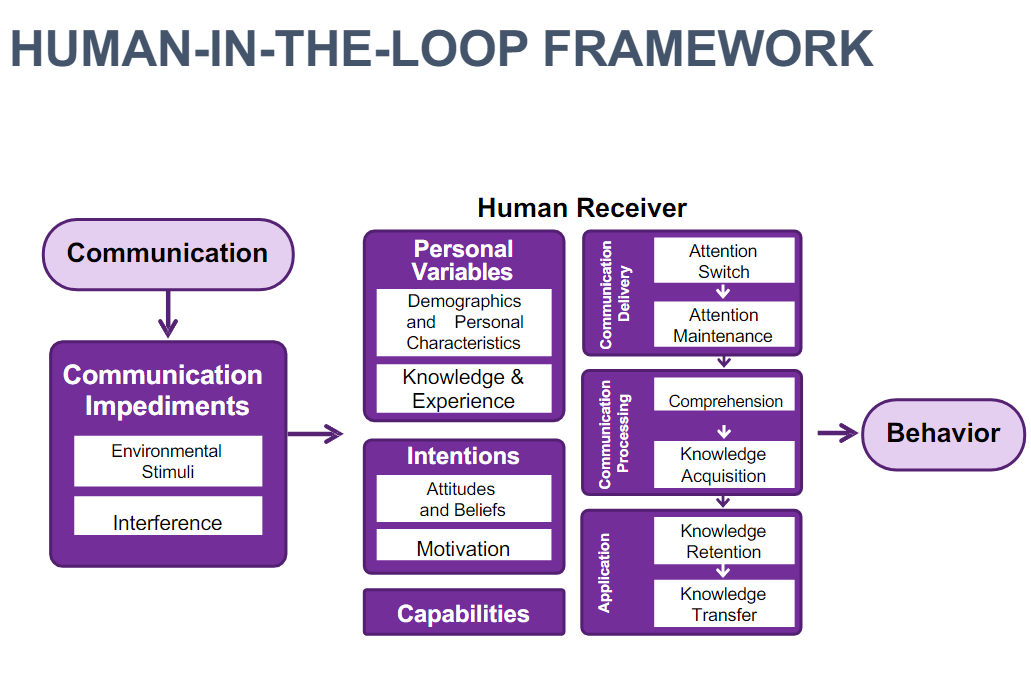 HUMAN-IN-THE-LOOP FRAMEWORK
Communication
Communication
Impediments
Environmental
Stimuli
Interference
Human Receiver
Personal
Variables
Demographics
and Personal
Characteristics
Knowledge &
Experience
Intentions
Attitudes
and Beliefs
Motivation
Capabilities
Communication
Delivery
Attention
Switch
Attention
Maintenance
Communication
Processing
Comprehension
Knowledge
Acquisition
Application
Knowledge
Retention
Knowledge
Transfer
Behavior